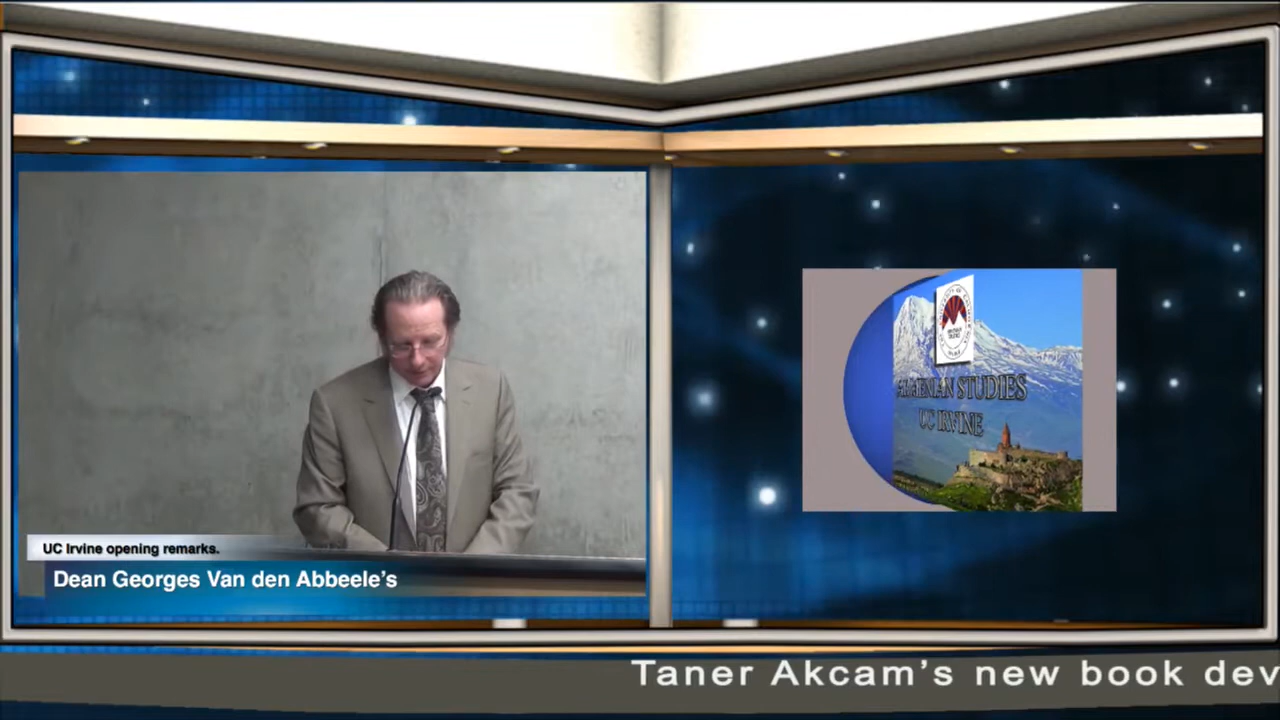 ARMENIAN STUDIES
UC IRVINE
UC Irvine opening remarks.
Dean Georges Van den Abbeele’s
Taner Akcam’s new book dev